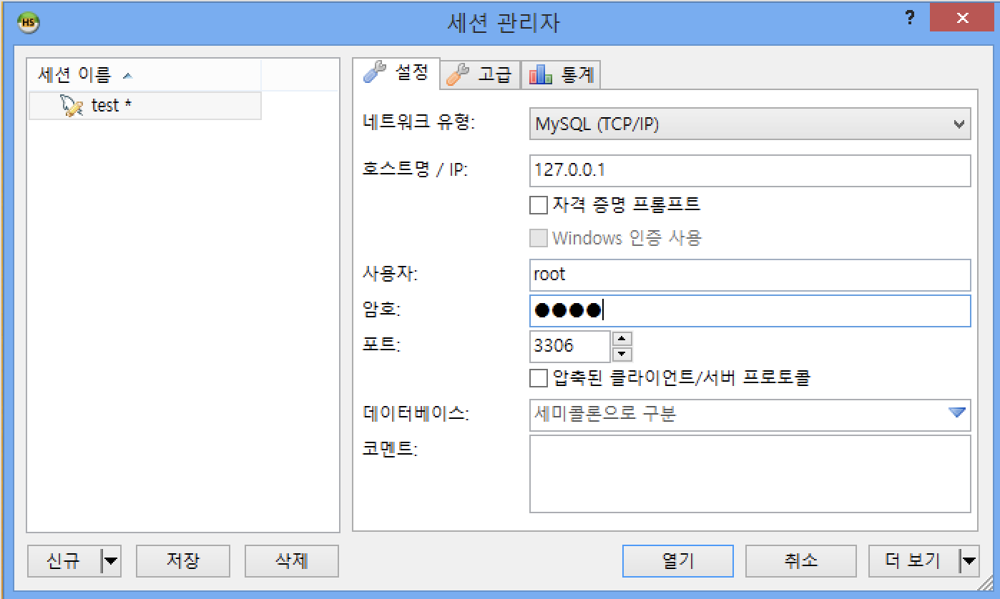 HS
세션 관리자
?
세션 이름
test *
설정
고급
통계
네트워크 유형:
MySQL (TCP/IP)
호스트명 / IP:
127.0.0.1
자격 증명 프롬프트
Windows 인증 사용
사용자:
root
암호:
●●●●
포트:
3306
압축된 클라이언트/서버 프로토콜
데이터베이스:
세미콜론으로 구분
코멘트:
신규
저장
삭제
열기
취소
더 보기